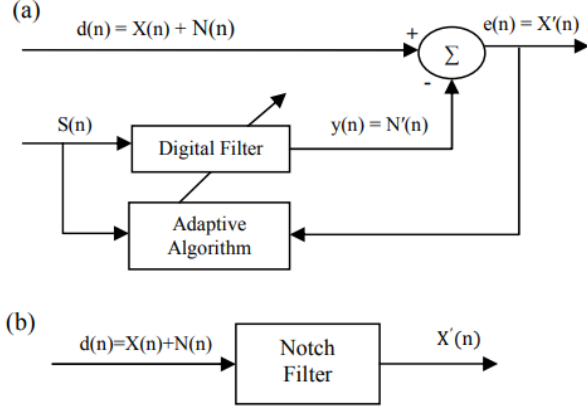 (a)
d(n) = X(n) + N(n)
+
Σ
e(n) = X′(n)
-
S(n)
Digital Filter
y(n) = N′(n)
Adaptive
Algorithm
(b)
d(n)=X(n)+N(n)
Notch
Filter
X′(n)